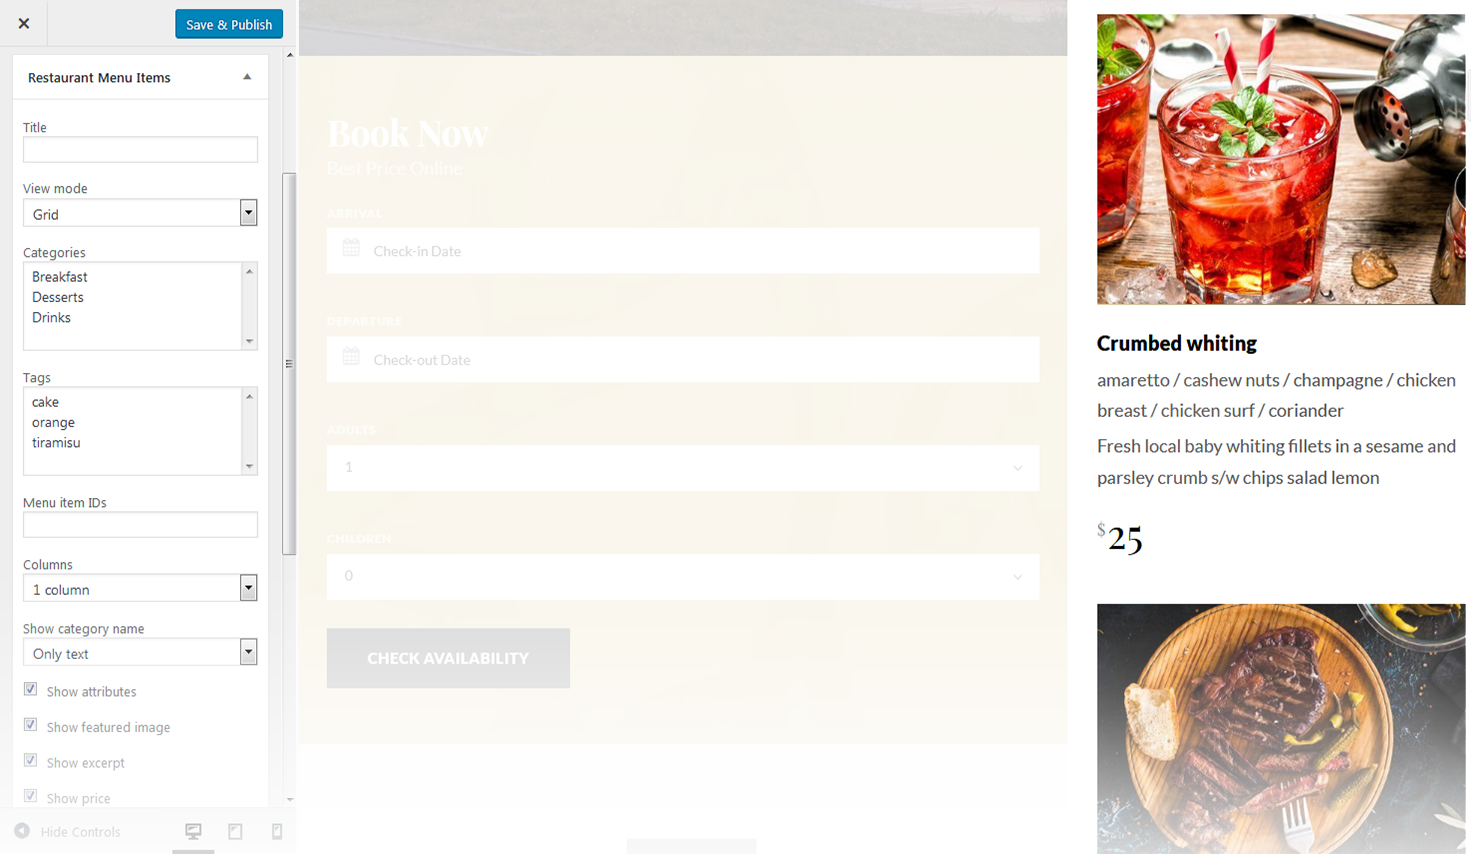 Save & Publish
Restaurant Menu Items
Title
View mode
Grid
Categories
Breakfast
Desserts
Drinks
Tags
cake
orange
tiramisu
Menu item IDs
Columns
1 column
Show category name
Only text
Show attributes
Show featured image
Show excerpt
Show price
Hide Controls
Book Now
Best Price Online
ARRIVAL
Check-in Date
DEPARTURE
Check-out Date
ADULTS
1
CHILDREN
0
CHECK AVAILABILITY
Crumbed whiting
amaretto / cashew nuts / champagne / chicken
breast / chicken surf / coriander
Fresh local baby whiting fillets in a sesame and
parsley crumb s/w chips salad lemon
$25